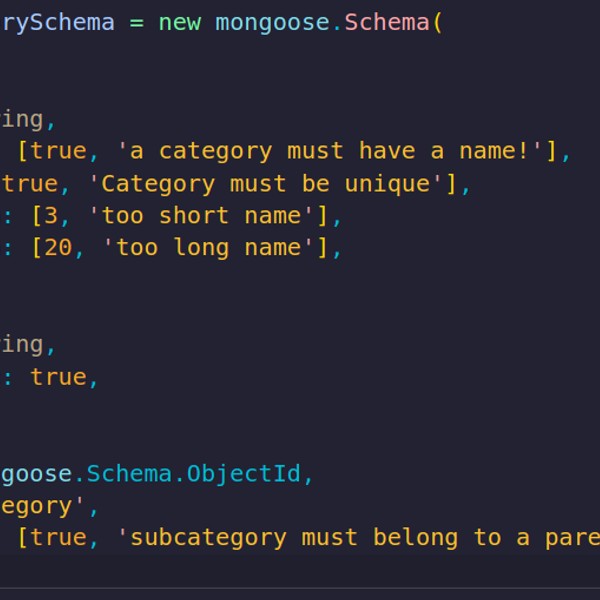 rySchema = new mongoose.Schema(
ing,
[true, 'a category must have a name!'],
true, 'Category must be unique'],
: [3, 'too short name'],
: [20, 'too long name'],
ing,
: true,
goose.Schema.ObjectId,
egory',
[true, 'subcategory must belong to a pare